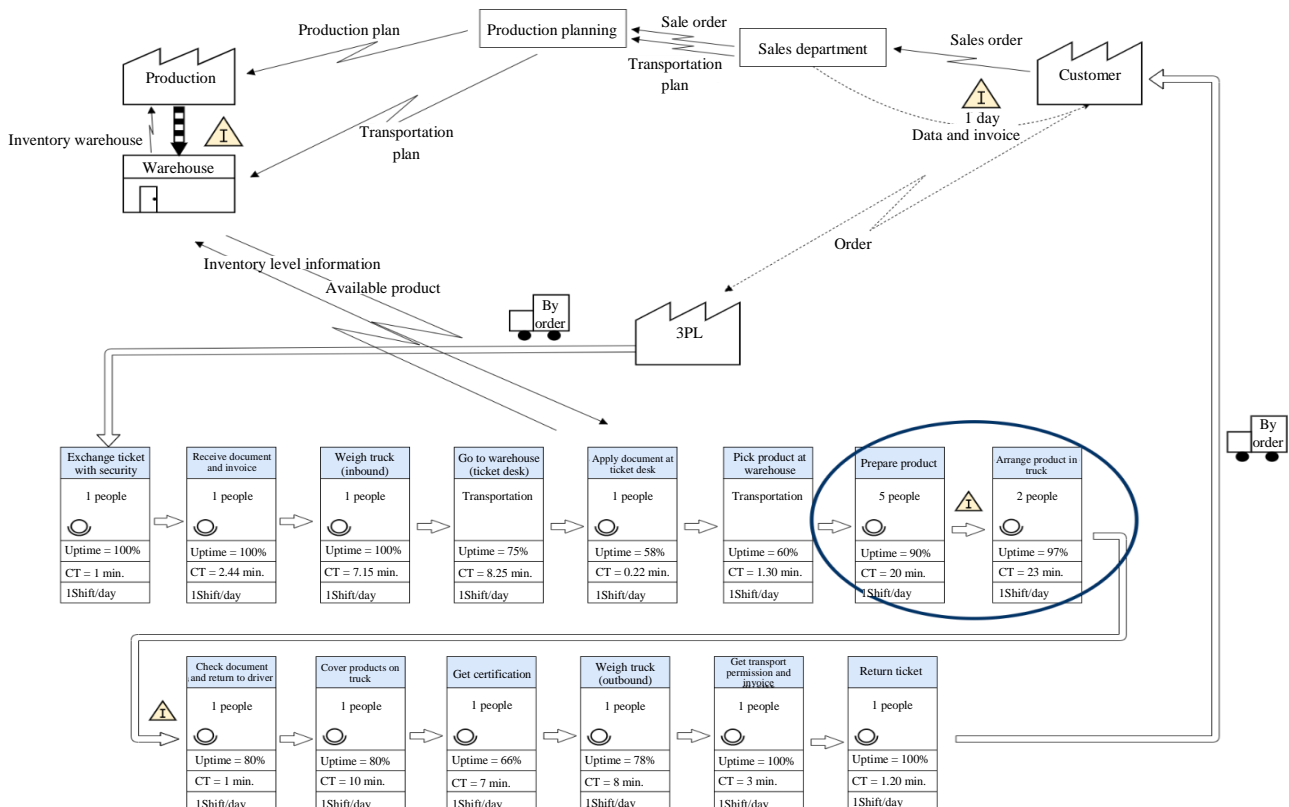 Production plan
Production planning
Sale order
Transportation
plan
Sales department
Sales order
Customer
I
1 day
Data and invoice
Production
Inventory warehouse
I
Warehouse
Transportation
plan
Order
Inventory level information
Available product
By
order
3PL
By
order
Exchange ticket
with security
1 people
Uptime = 100%
CT = 1 min.
1Shift/day
Receive document
and invoice
1 people
Uptime = 100%
CT = 2.44 min.
1Shift/day
Weigh truck
(inbound)
1 people
Uptime = 100%
CT = 7.15 min.
1Shift/day
Go to warehouse
(ticket desk)
Transportation
Uptime = 75%
CT = 8.25 min.
1Shift/day
Apply document at
ticket desk
1 people
Uptime = 58%
CT = 0.22 min.
1Shift/day
Pick product at
warehouse
Transportation
Uptime = 60%
CT = 1.30 min.
1Shift/day
Prepare product
5 people
Uptime = 90%
CT = 20 min.
1Shift/day
I
Arrange product in
truck
2 people
Uptime = 97%
CT = 23 min.
1Shift/day
I
Check document
and return to driver
1 people
Uptime = 80%
CT = 1 min.
1Shift/day
Cover products on
truck
1 people
Uptime = 80%
CT = 10 min.
1Shift/day
Get certification
1 people
Uptime = 66%
CT = 7 min.
1Shift/day
Weigh truck
(outbound)
1 people
Uptime = 78%
CT = 8 min.
1Shift/day
Get transport
permission and
invoice
1 people
Uptime = 100%
CT = 3 min.
1Shift/day
Return ticket
1 people
Uptime = 100%
CT = 1.20 min.
1Shift/day